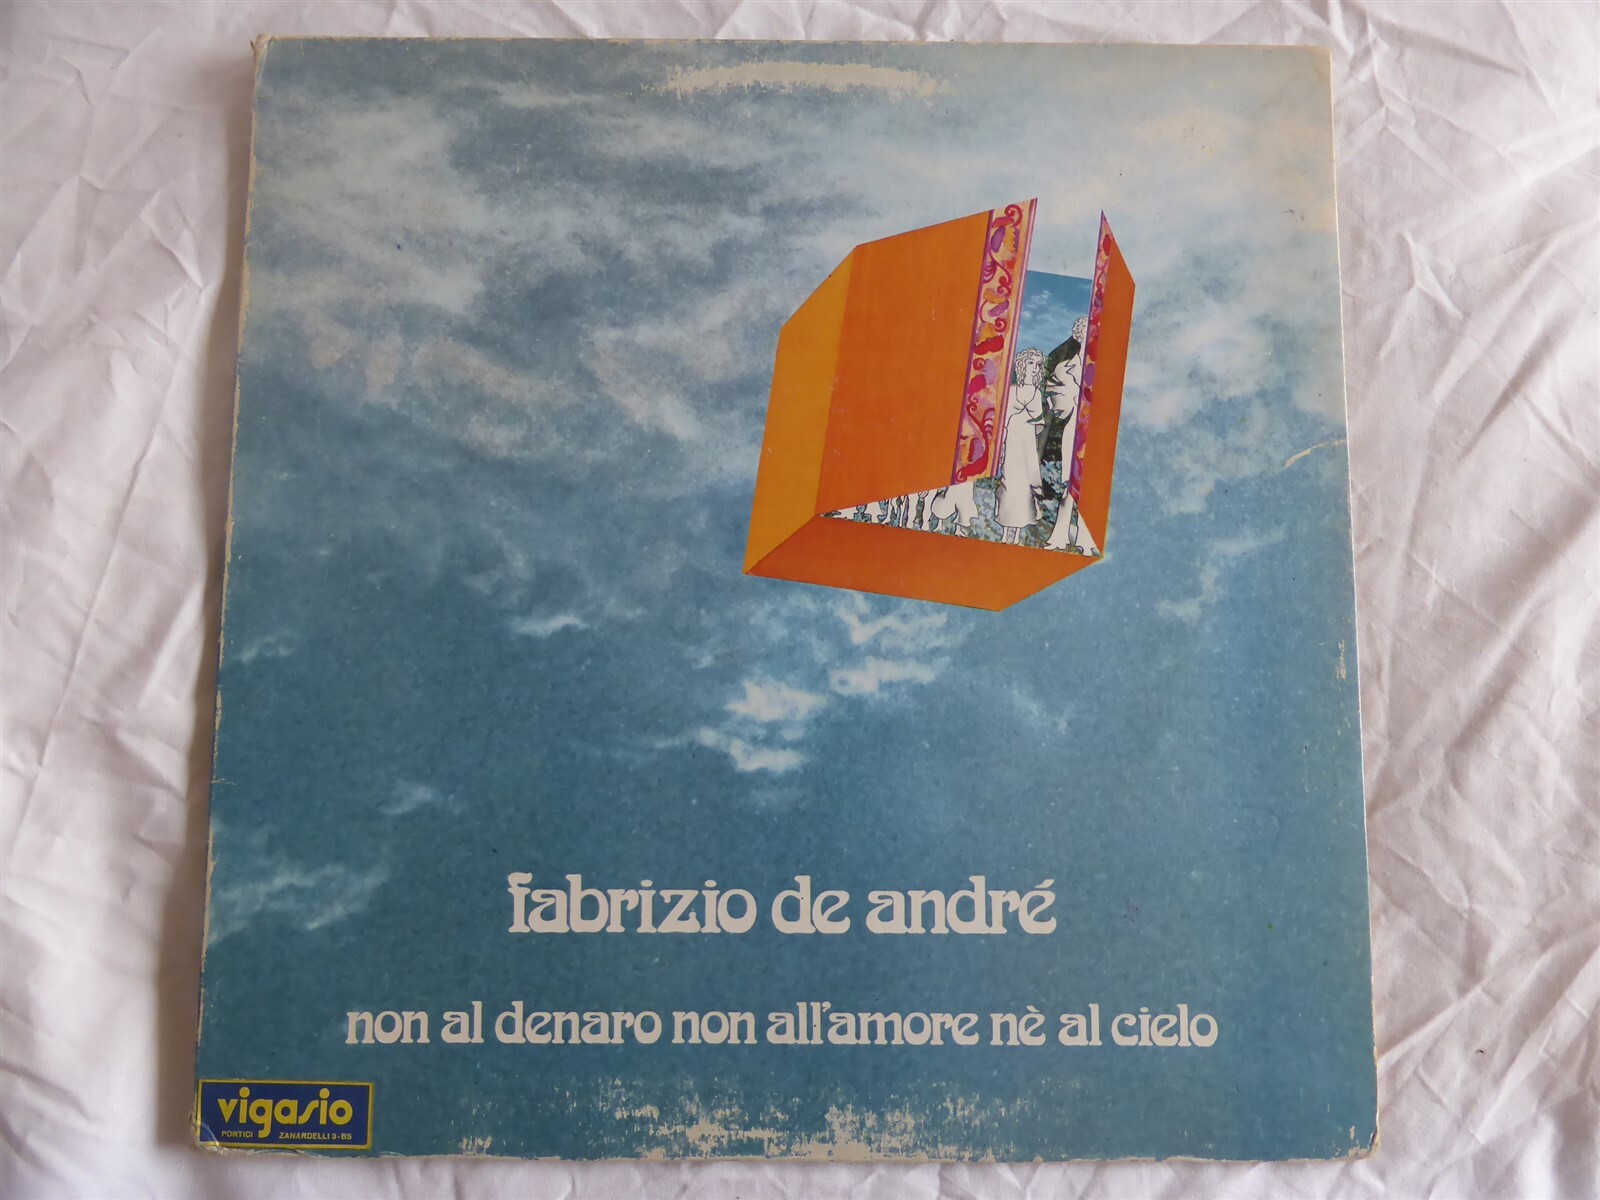 fabrizio de andré
non al denaro non all'amore nè al cielo
vigasio
PORTICI ZANARDELLI 3-BS